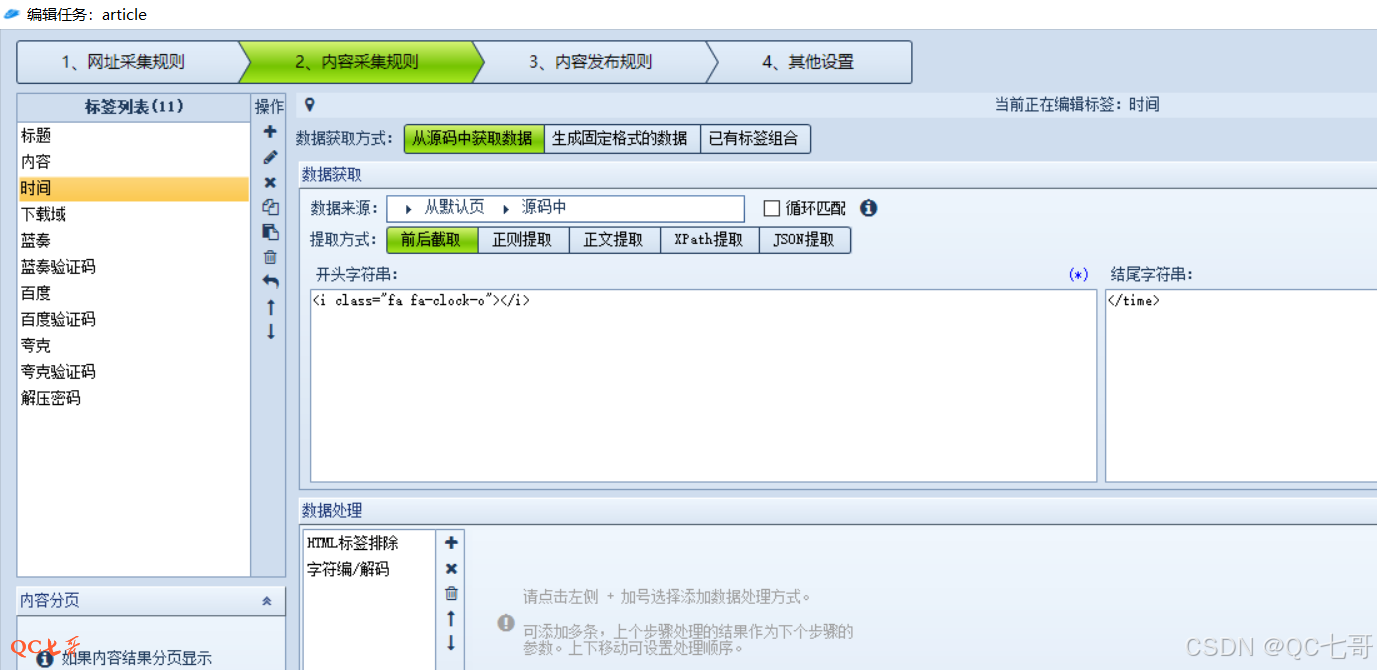 编辑任务：article
1、网址采集规则
2、内容采集规则
3、内容发布规则
4、其他设置
标签列表(11)
操作
标题
内容
时间
下载域
蓝奏
蓝奏验证码
百度
百度验证码
夸克
夸克验证码
解压密码
当前正在编辑标签：时间
数据获取方式：
从源码中获取数据
生成固定格式的数据
已有标签组合
数据获取
数据来源：
从默认页
源码中
循环匹配
提取方式：
前后截取
正则提取
正文提取
XPath提取
JSON提取
开头字符串：
(*)
结尾字符串：
<i class="fa fa-clock-o"></i>
</time>
数据处理
HTML标签排除
字符编/解码
请点击左侧 + 加号选择添加数据处理方式。
可添加多条，上个步骤处理的结果作为下个步骤的
参数。上下移动可设置处理顺序。
内容分页
QC七哥
如果内容结果分页显示
CSDN @QC七哥